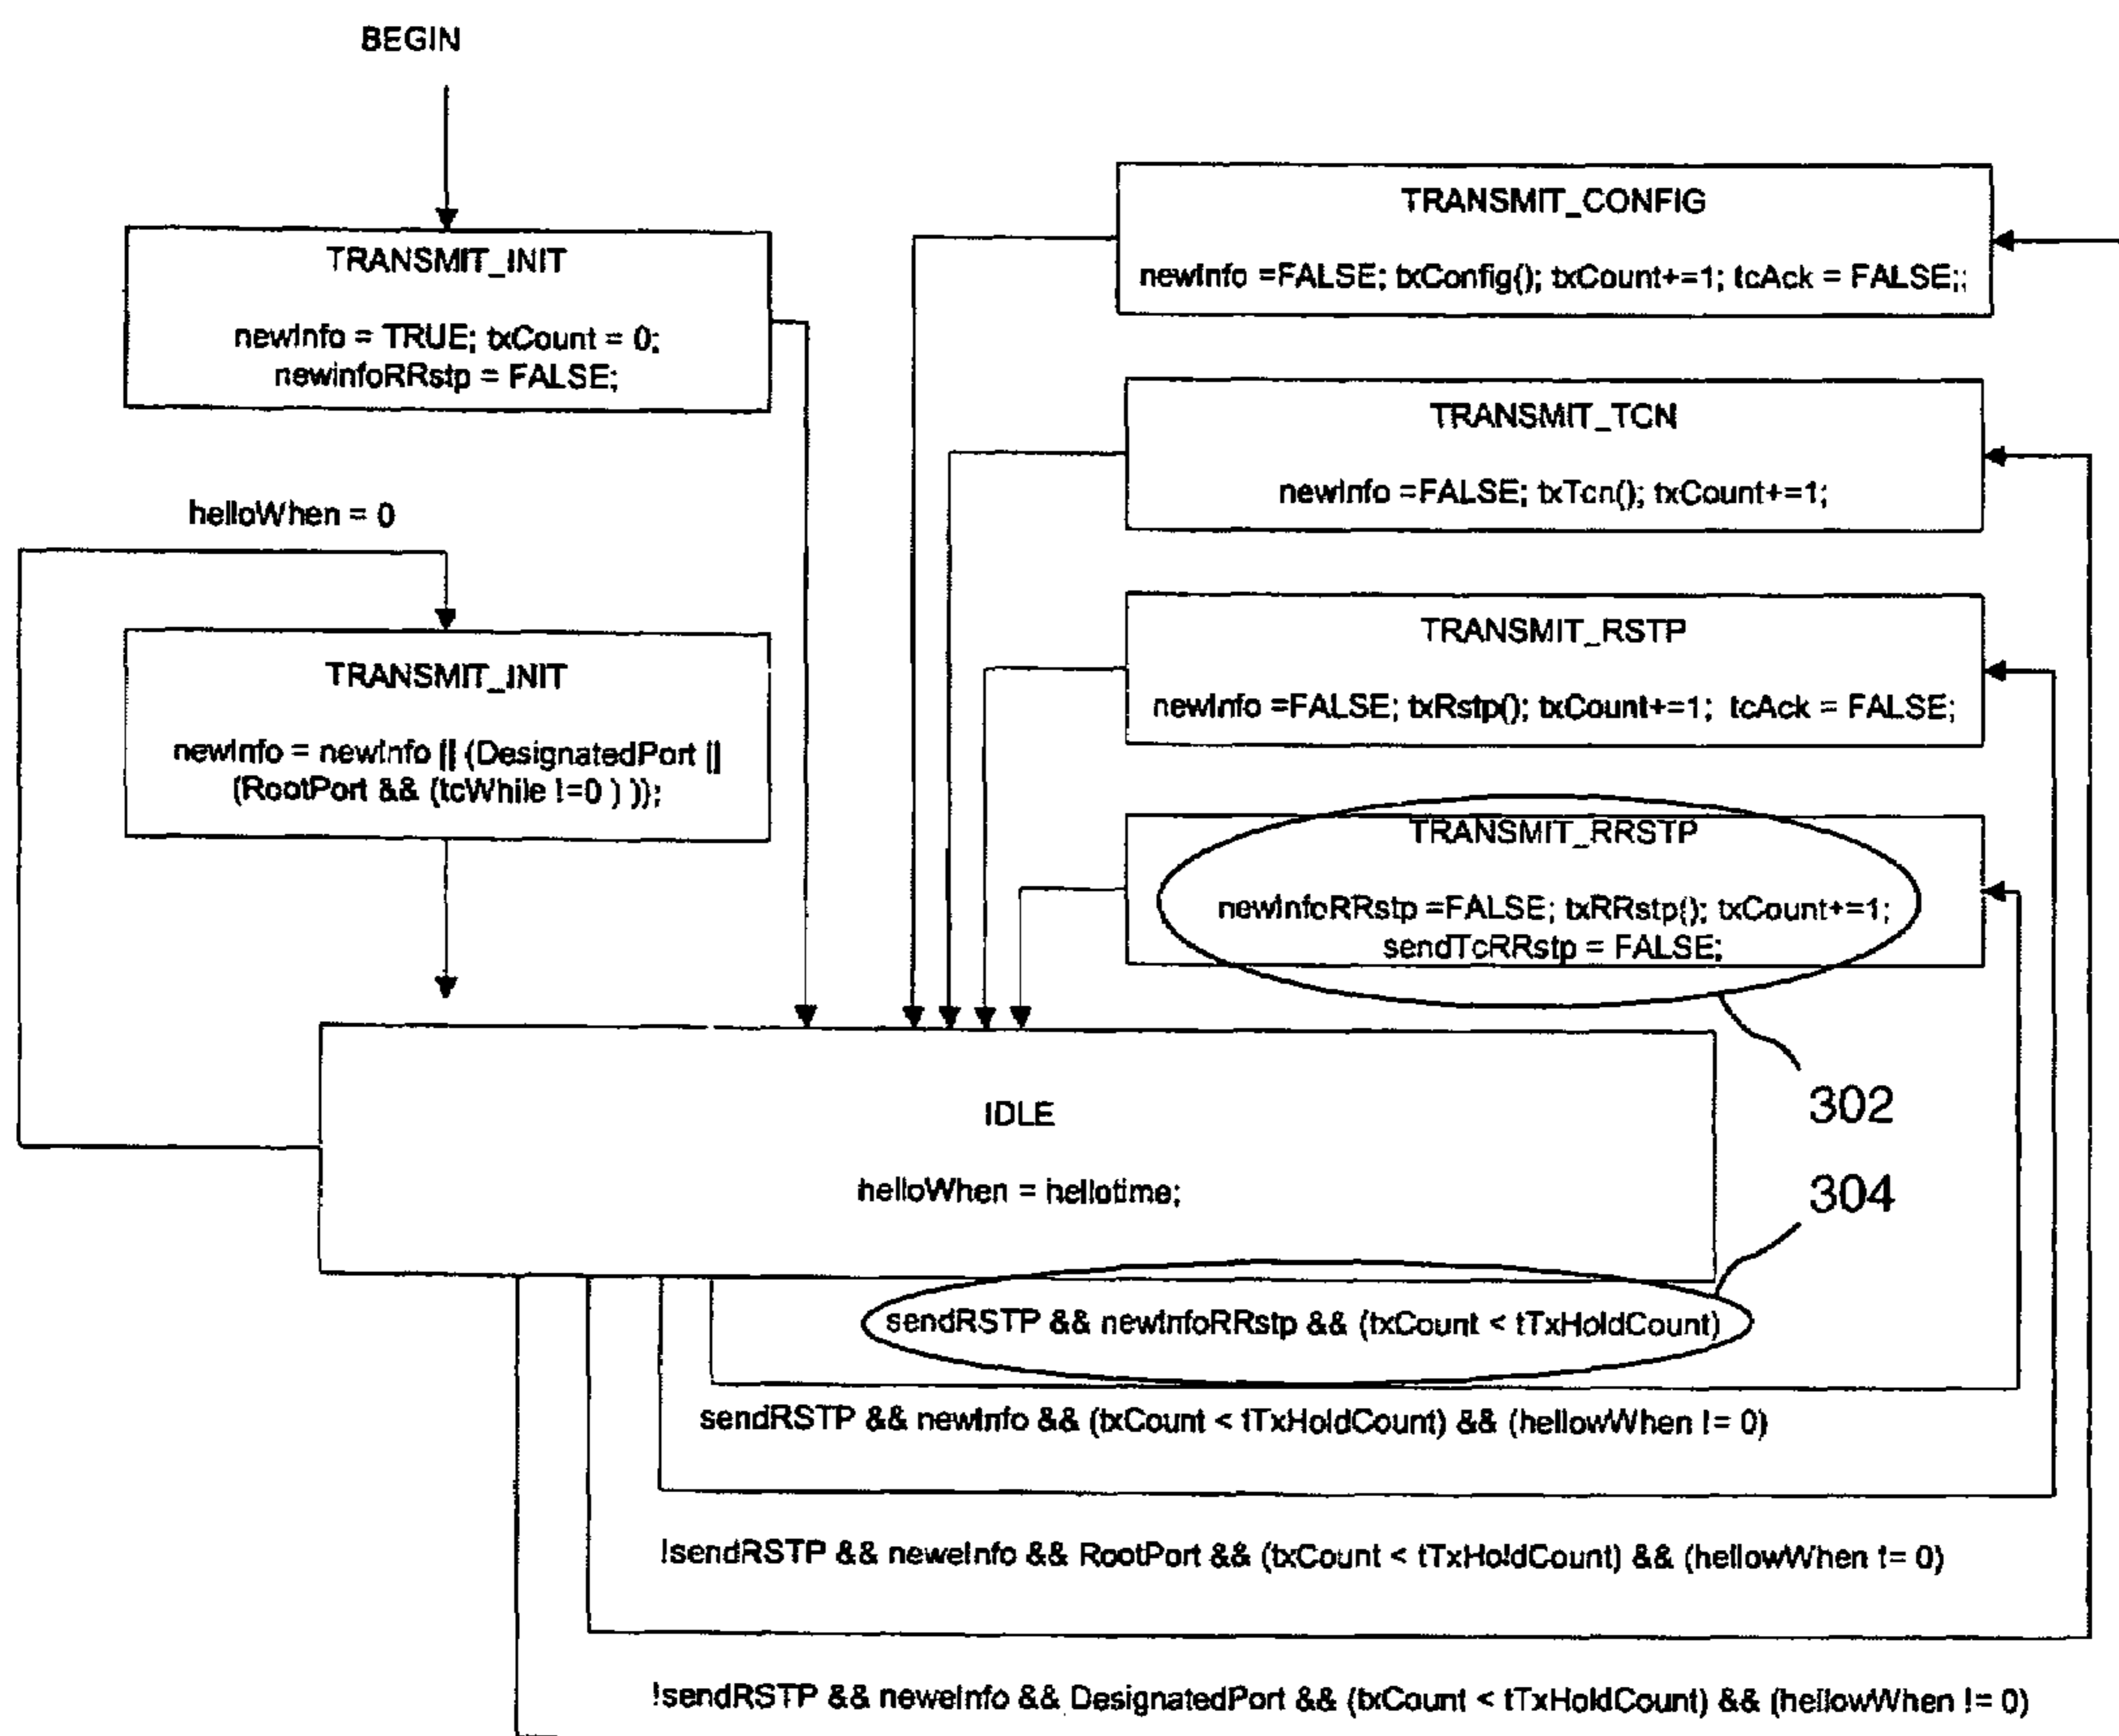 BEGIN
TRANSMIT_INIT
newInfo = TRUE; txCount = 0;
newinfoRRstp = FALSE;
helloWhen = 0
TRANSMIT_INIT
newInfo = newInfo || (DesignatedPort ||
(RootPort && (tcWhile !=0 ) ));
TRANSMIT_CONFIG
newInfo =FALSE; txConfig(); txCount+=1; tcAck = FALSE;;
TRANSMIT_TCN
newInfo =FALSE; txTcn(); txCount+=1;
TRANSMIT_RSTP
newInfo =FALSE; txRstp(); txCount+=1; tcAck = FALSE;
TRANSMIT_RRSTP
newInfoRRstp =FALSE; txRRstp(); txCount+=1;
sendTcRRstp = FALSE;
302
IDLE
helloWhen = hellotime;
304
sendRSTP && newInfoRRstp && (txCount < tTxHoldCount)
sendRSTP && newInfo && (txCount < tTxHoldCount) && (hellowWhen != 0)
!sendRSTP && neweInfo && RootPort && (txCount < tTxHoldCount) && (hellowWhen != 0)
!sendRSTP && neweInfo && DesignatedPort && (txCount < tTxHoldCount) && (hellowWhen != 0)